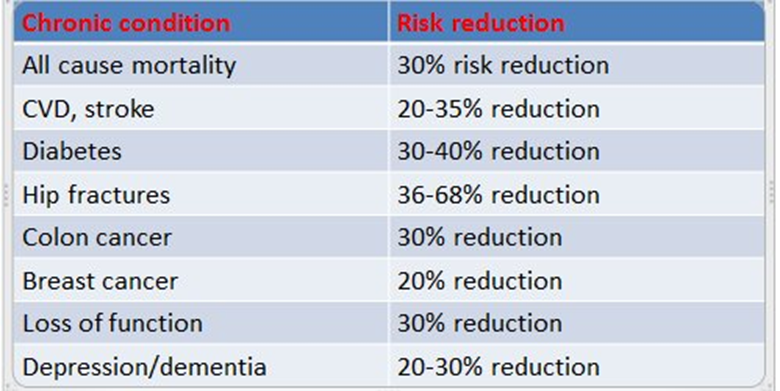 Chronic condition Risk reduction
All cause mortality 30% risk reduction
CVD, stroke 20-35% reduction
Diabetes 30-40% reduction
Hip fractures 36-68% reduction
Colon cancer 30% reduction
Breast cancer 20% reduction
Loss of function 30% reduction
Depression/dementia 20-30% reduction